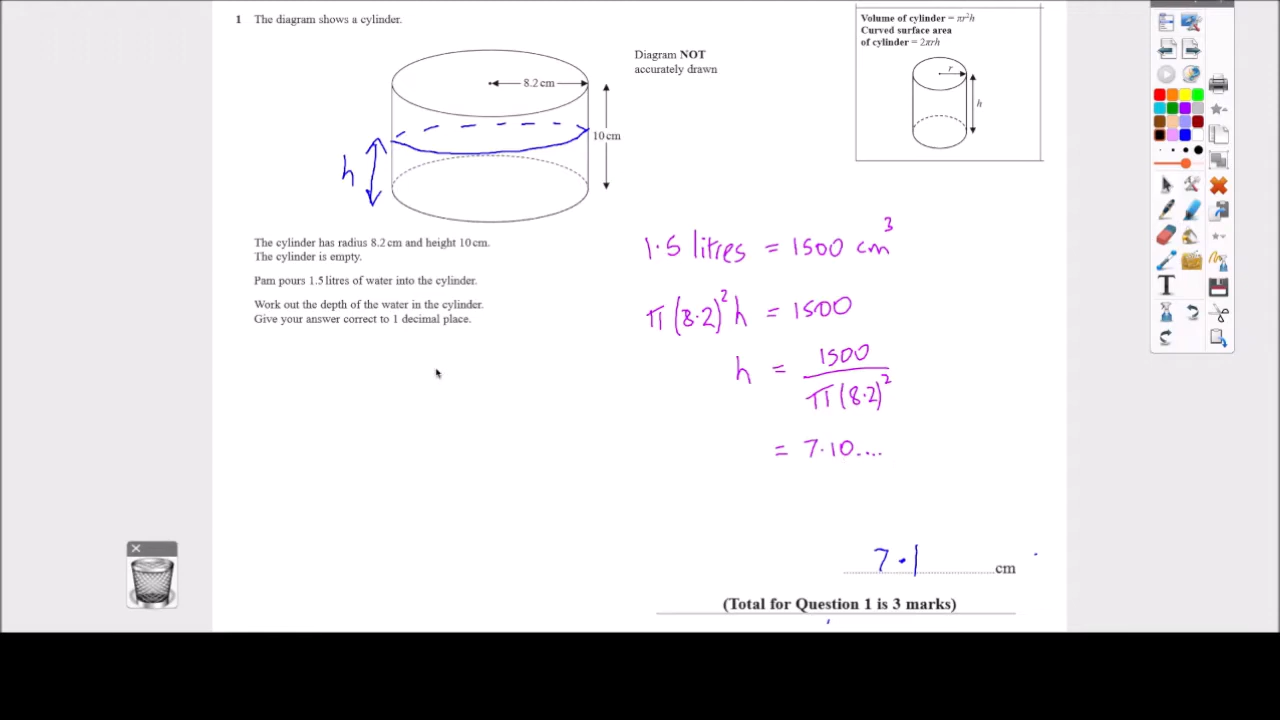 1 The diagram shows a cylinder.
Diagram NOT
accurately drawn
8.2 cm
10 cm
h
Volume of cylinder = πr²h
Curved surface area
of cylinder = 2πrh
r
h
The cylinder has radius 8.2 cm and height 10 cm.
The cylinder is empty.
Pam pours 1.5 litres of water into the cylinder.
Work out the depth of the water in the cylinder.
Give your answer correct to 1 decimal place.
1.5 litres = 1500 cm³
π(8.2)²h = 1500
h = 1500 / π(8.2)²
= 7.10....
7.1 cm
(Total for Question 1 is 3 marks)
T